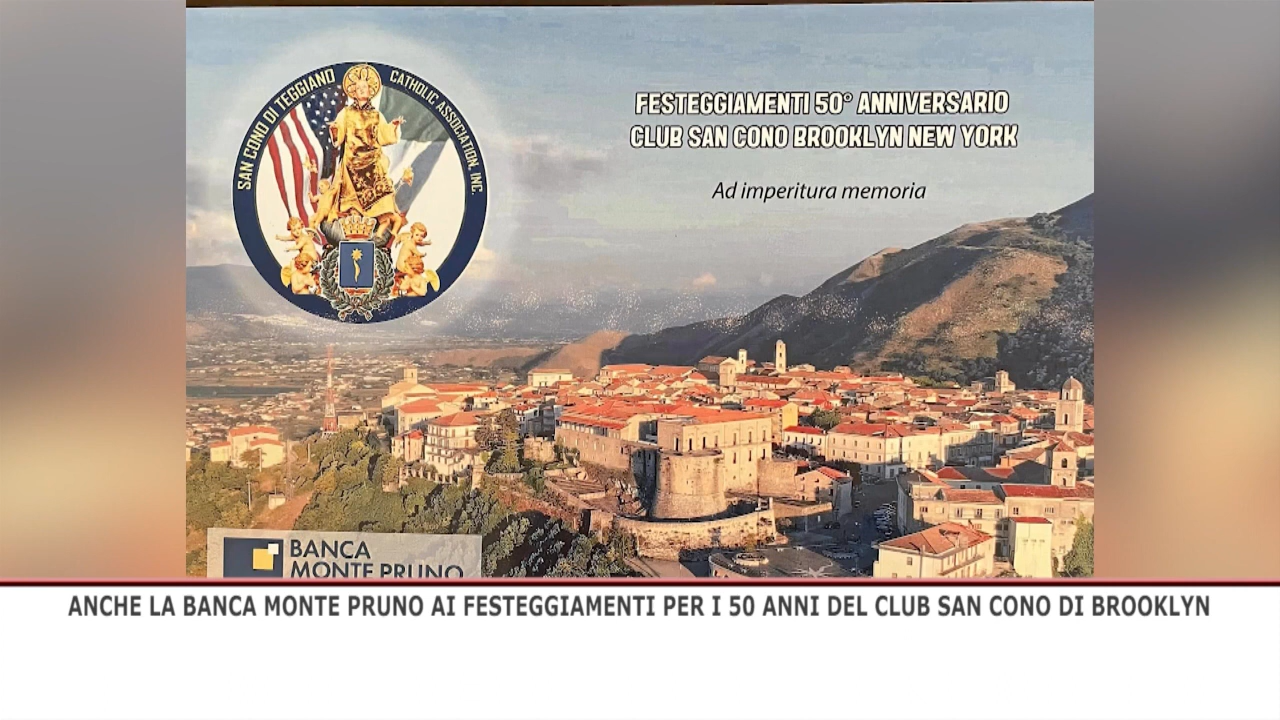 SAN CONO DI TEGGIANO CATHOLIC ASSOCIATION, INC.
FESTEGGIAMENTI 50° ANNIVERSARIO
CLUB SAN CONO BROOKLYN NEW YORK
Ad imperitura memoria
BANCA
MONTE PRUNO
ANCHE LA BANCA MONTE PRUNO AI FESTEGGIAMENTI PER I 50 ANNI DEL CLUB SAN CONO DI BROOKLYN